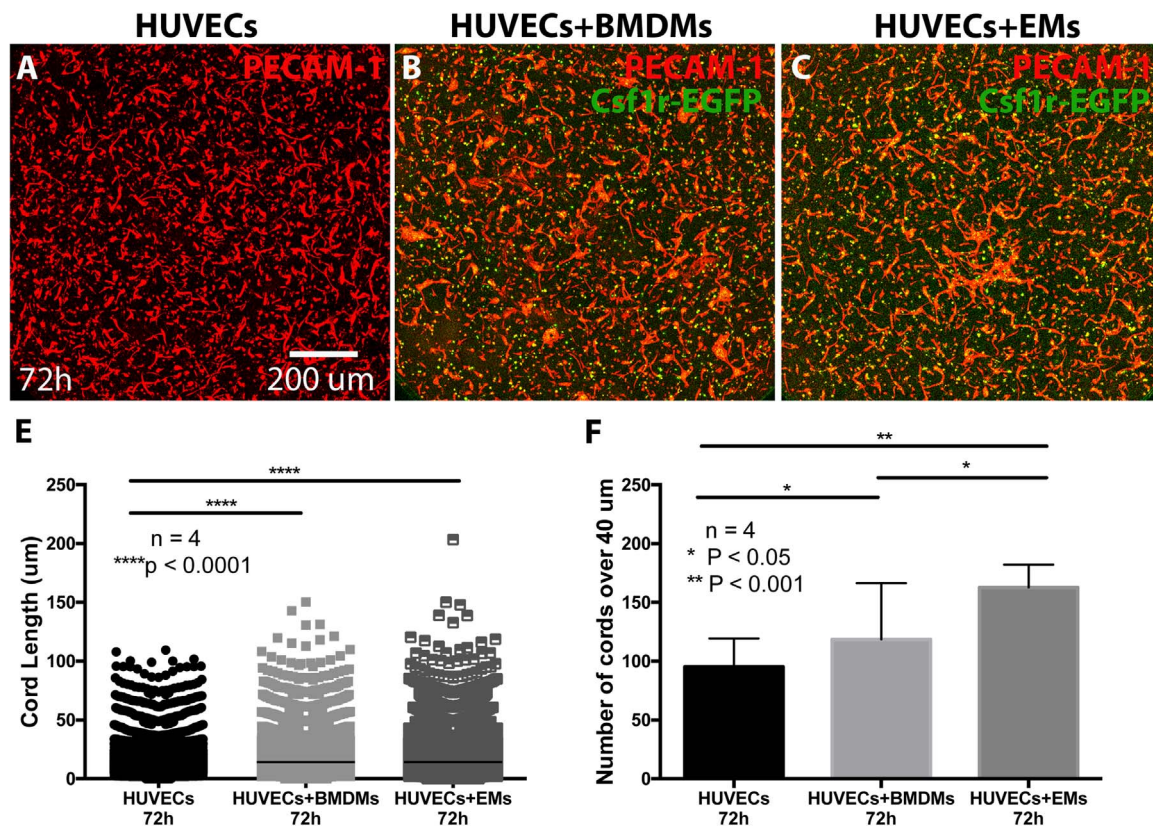 HUVECs
HUVECs+BMDMs
HUVECs+EMs
A
PECAM-1
72h
200 um
B
PECAM-1
Csf1r-EGFP
C
PECAM-1
Csf1r-EGFP
E
Cord Length (um)
250
200
150
100
50
0
****
****
n = 4
****p < 0.0001
HUVECs
72h
HUVECs+BMDMs
72h
HUVECs+EMs
72h
F
Number of cords over 40 um
250
200
150
100
50
0
**
*
*
n = 4
* P < 0.05
** P < 0.001
HUVECs
72h
HUVECs+BMDMs
72h
HUVECs+EMs
72h